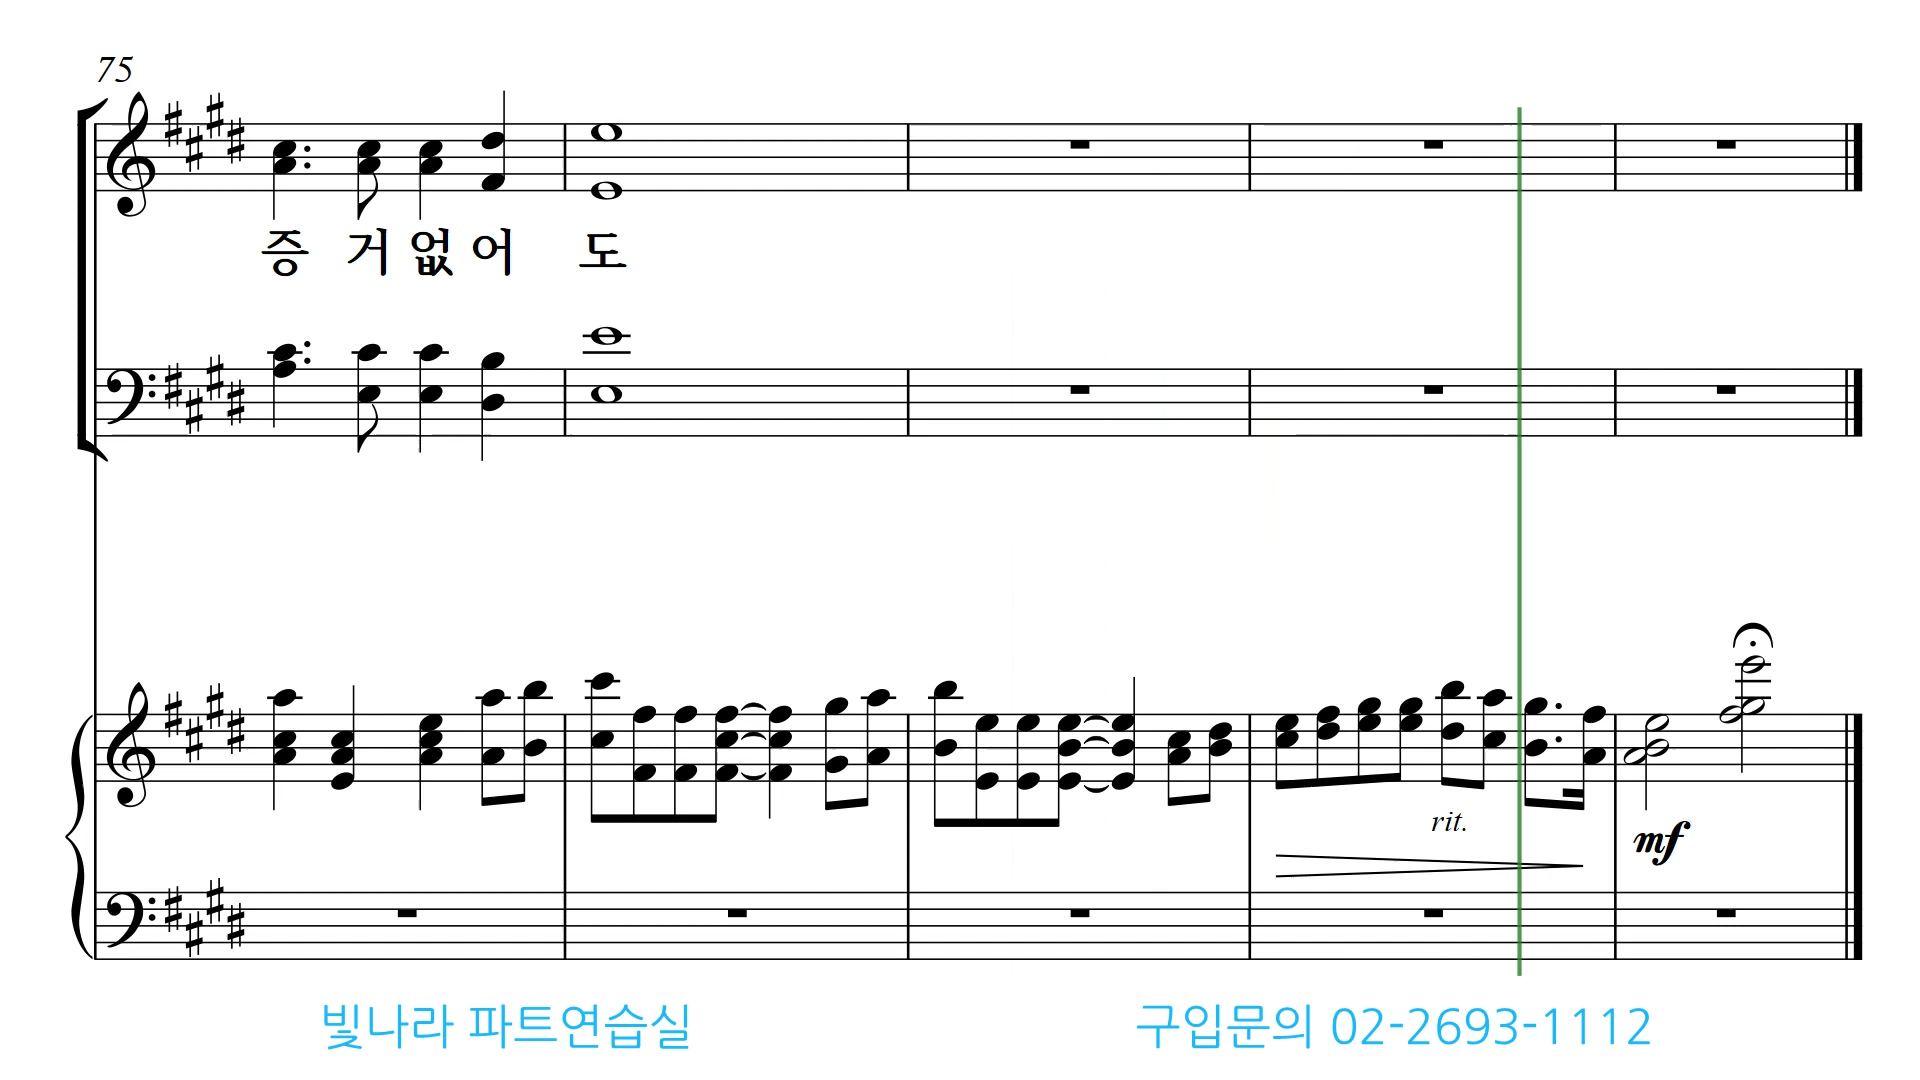 75
증 거 없 어 도
rit.
mf
빛나라 파트연습실 구입문의 02-2693-1112